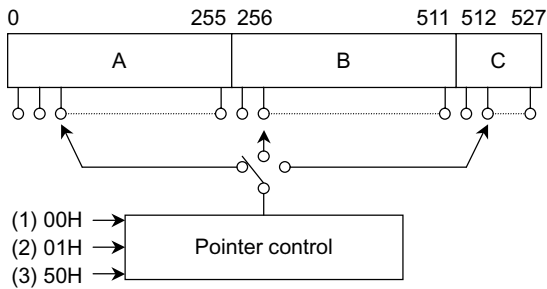 0 255 256 511 512 527
A B C
(1) 00H
(2) 01H
(3) 50H
Pointer control